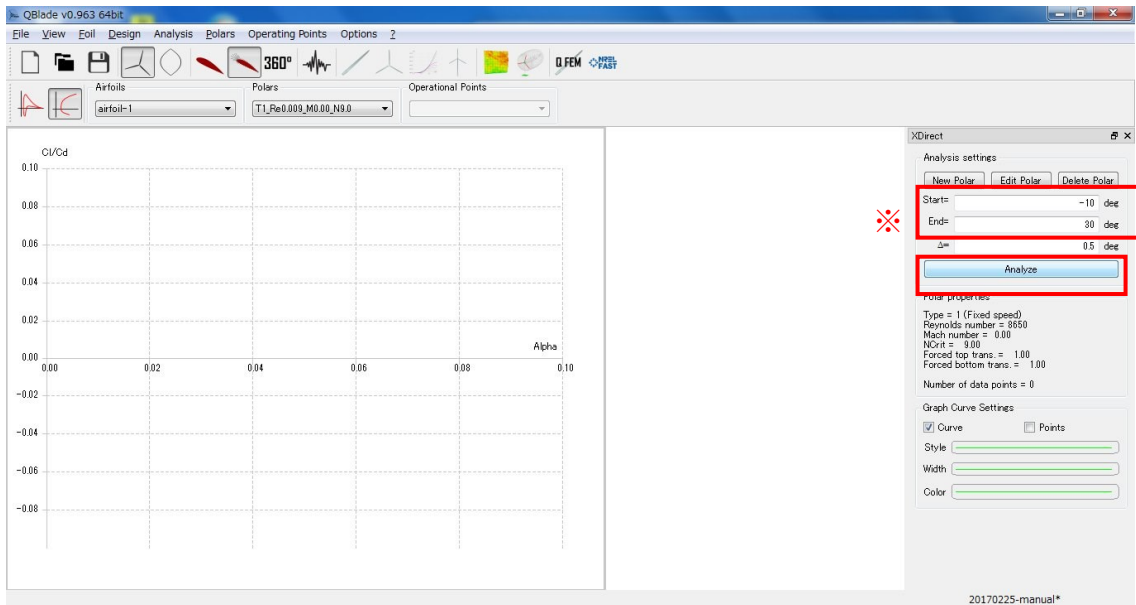 QBlade v0.963 64bit
File View Foil Design Analysis Polars Operating Points Options ?
360° Q FEM NREL FAST
Airfoils Polars Operational Points
airfoil-1 T1_Re0.009_M0.00_N9.0
XDirect
Cl/Cd
0.10
0.08
0.06
0.04
0.02
0.00
-0.02
-0.04
-0.06
-0.08
Alpha
0.00 0.02 0.04 0.06 0.08 0.10
※
Analysis settings
New Polar Edit Polar Delete Polar
Start= -10 deg
End= 30 deg
Δ= 0.5 deg
Analyze
Polar properties
Type = 1 (Fixed speed)
Reynolds number = 8650
Mach number = 0.00
NCrit = 9.00
Forced top trans. = 1.00
Forced bottom trans. = 1.00
Number of data points = 0
Graph Curve Settings
Curve Points
Style
Width
Color
20170225-manual*